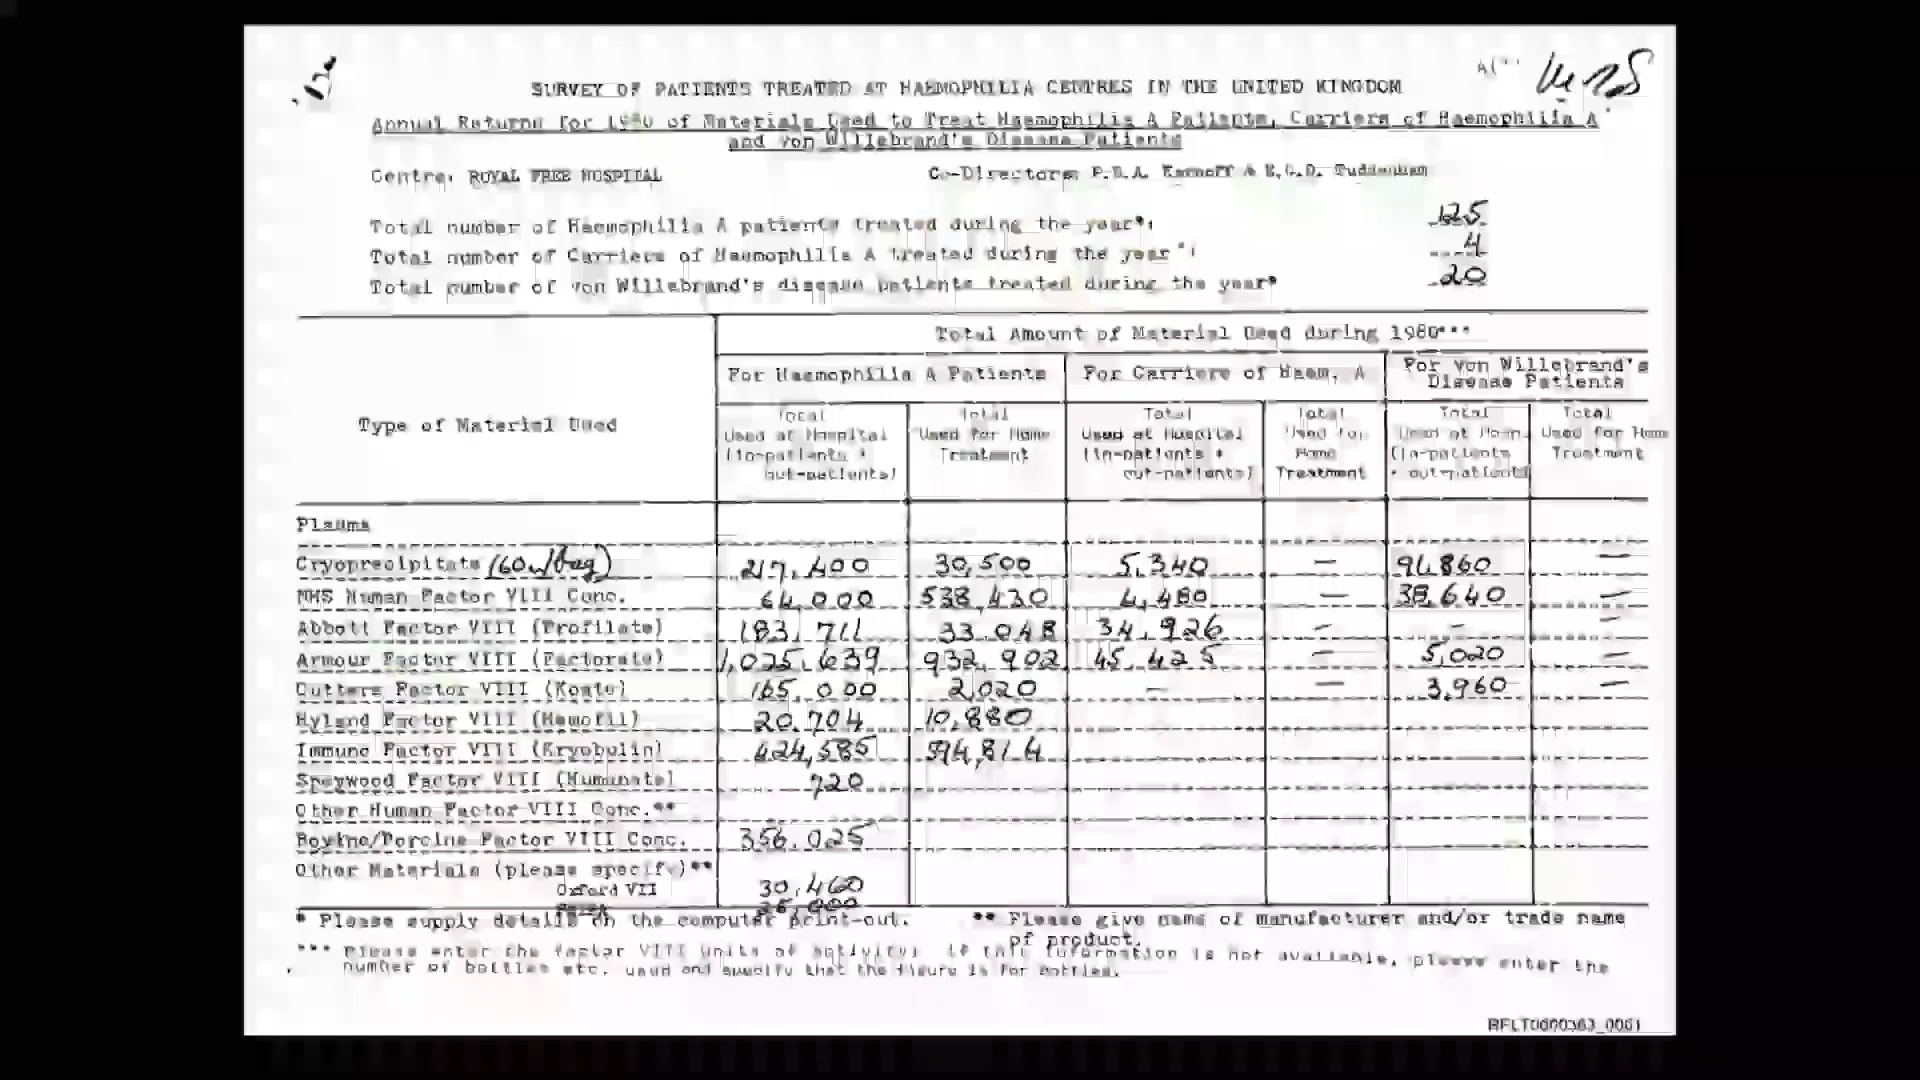 SURVEY OF PATIENTS TREATED AT HAEMOPHILIA CENTRES IN THE UNITED KINGDOM
Annual Returns for 1980 of Materials Used to Treat Haemophilia A Patients, Carriers of Haemophilia A
and von Willebrand's Disease Patients
Centre: ROYAL FREE HOSPITAL Co-Directors: P.B.A. Kernoff & E.G.D. Tuddenham
Total number of Haemophilia A patients treated during the year*: 125
Total number of Carriers of Haemophilia A treated during the year*: 4
Total number of von Willebrand's disease patients treated during the year* 20
Total Amount of Material Used during 1980***
For Haemophilia A Patients For Carriers of Haem. A For von Willebrand's
Disease Patients
Type of Material Used
Total Total Total Total Total Total
Used at Hospital Used for Home Used at Hospital Used for Used at Hosp. Used for Home
(in-patients + Treatment (in-patients + Home (in-patients Treatment
out-patients) out-patients) Treatment + out-patients)
Plasma
Cryoprecipitate (60u/bag) 217,400 30,500 5,340 — 91,860 —
NHS Human Factor VIII Conc. 64,000 538,430 4,480 — 38,640 —
Abbott Factor VIII (Profilate) 183,711 33,048 34,926 — - —
Armour Factor VIII (Factorate) 1,025,639 932,902 45,425 — 5,020 —
Cutters Factor VIII (Koate) 165,000 2,020 — — 3,960 —
Hyland Factor VIII (Hemofil) 20,704 10,880
Immuno Factor VIII (Kryobulin) 424,585 594,814
Speywood Factor VIII (Humanate) 720
Other Human Factor VIII Conc.**
Bovine/Porcine Factor VIII Conc. 356,025
Other Materials (please specify)**
Oxford VII 30,460
* Please supply details on the computer print-out. ** Please give name of manufacturer and/or trade name
of product.
*** Please enter the factor VIII units of activity; if this information is not available, please enter the
number of bottles etc. used and specify that the figure is for bottles.